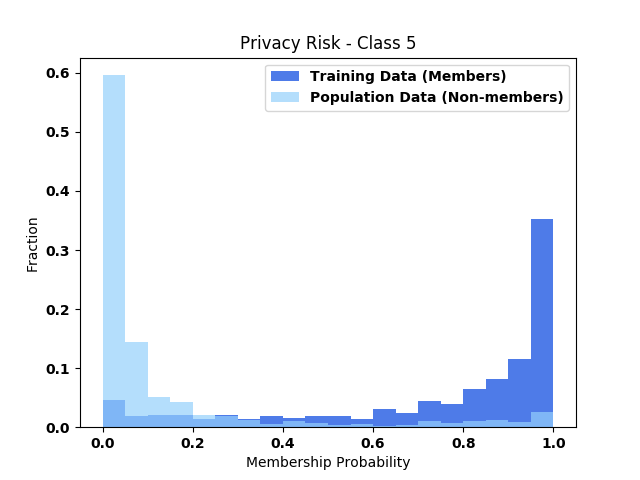 Privacy Risk - Class 5
Training Data (Members)
Population Data (Non-members)
0.6
0.5
0.4
0.3
0.2
0.1
0.0
Fraction
0.0 0.2 0.4 0.6 0.8 1.0
Membership Probability